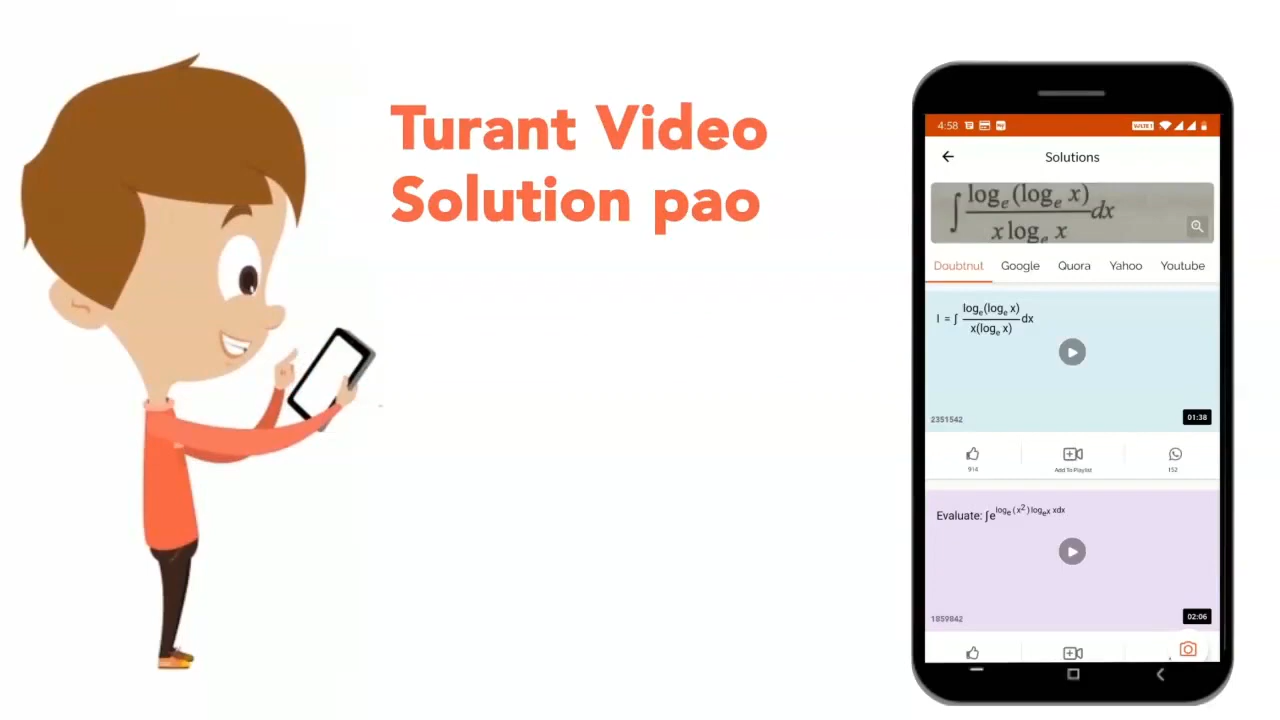 Turant Video
Solution pao
4:58
Solutions
∫ logₑ (logₑ x) / x logₑ x dx
Doubtnut Google Quora Yahoo Youtube
I = ∫ logₑ(logₑ x) / x(logₑ x) dx
2351542 01:38
914 Add To Playlist 152
Evaluate: ∫e^logₑ (x²) logₑx xdx
1859842 02:06